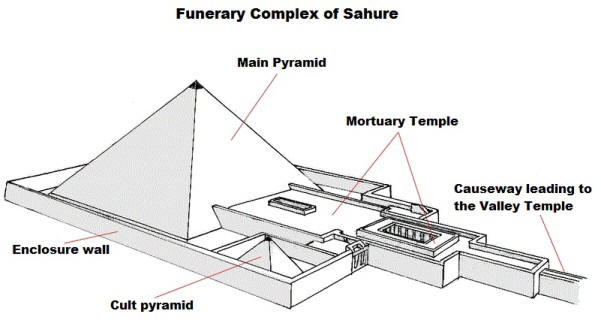 Funerary Complex of Sahure
Main Pyramid
Mortuary Temple
Causeway leading to
the Valley Temple
Enclosure wall
Cult pyramid